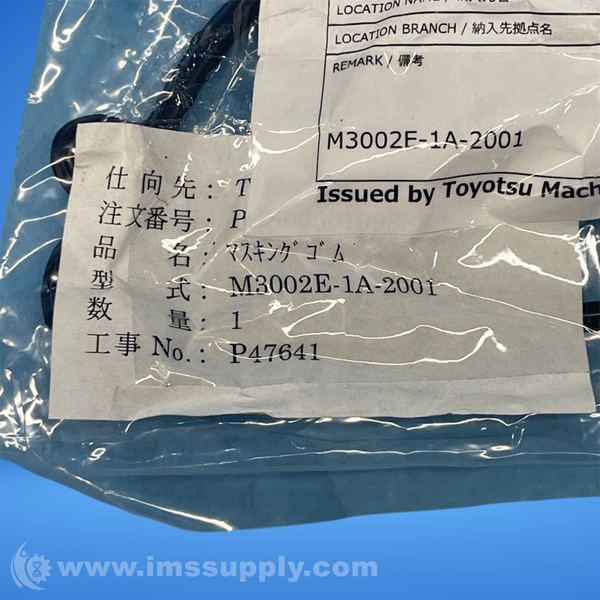 LOCATION BRANCH / 納入先拠点名
REMARK / 備考
M3002E-1A-2001
Issued by Toyotsu Mach
仕向先: T
注文番号: P
品 名: マスキングゴム
型 式: M3002E-1A-2001
数 量: 1
工事 No.: P47641
www.imssupply.com